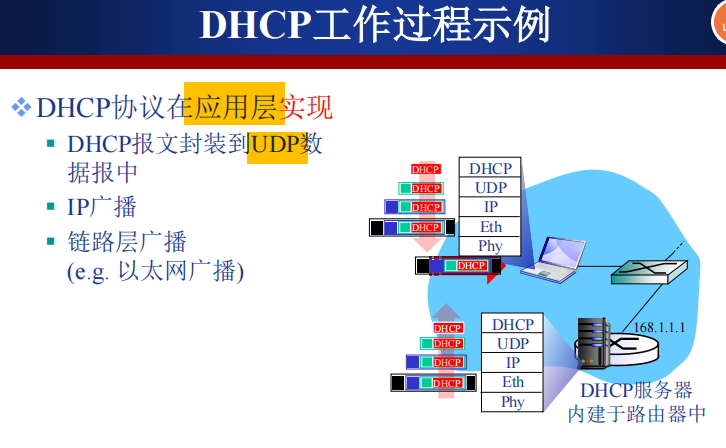 DHCP工作过程示例
DHCP协议在应用层实现
DHCP报文封装到UDP数
据报中
IP广播
链路层广播
(e.g. 以太网广播)
DHCP
DHCP
DHCP
DHCP
DHCP
DHCP
UDP
IP
Eth
Phy
DHCP
DHCP
DHCP
DHCP
DHCP
UDP
IP
Eth
Phy
168.1.1.1
DHCP服务器
内建于路由器中